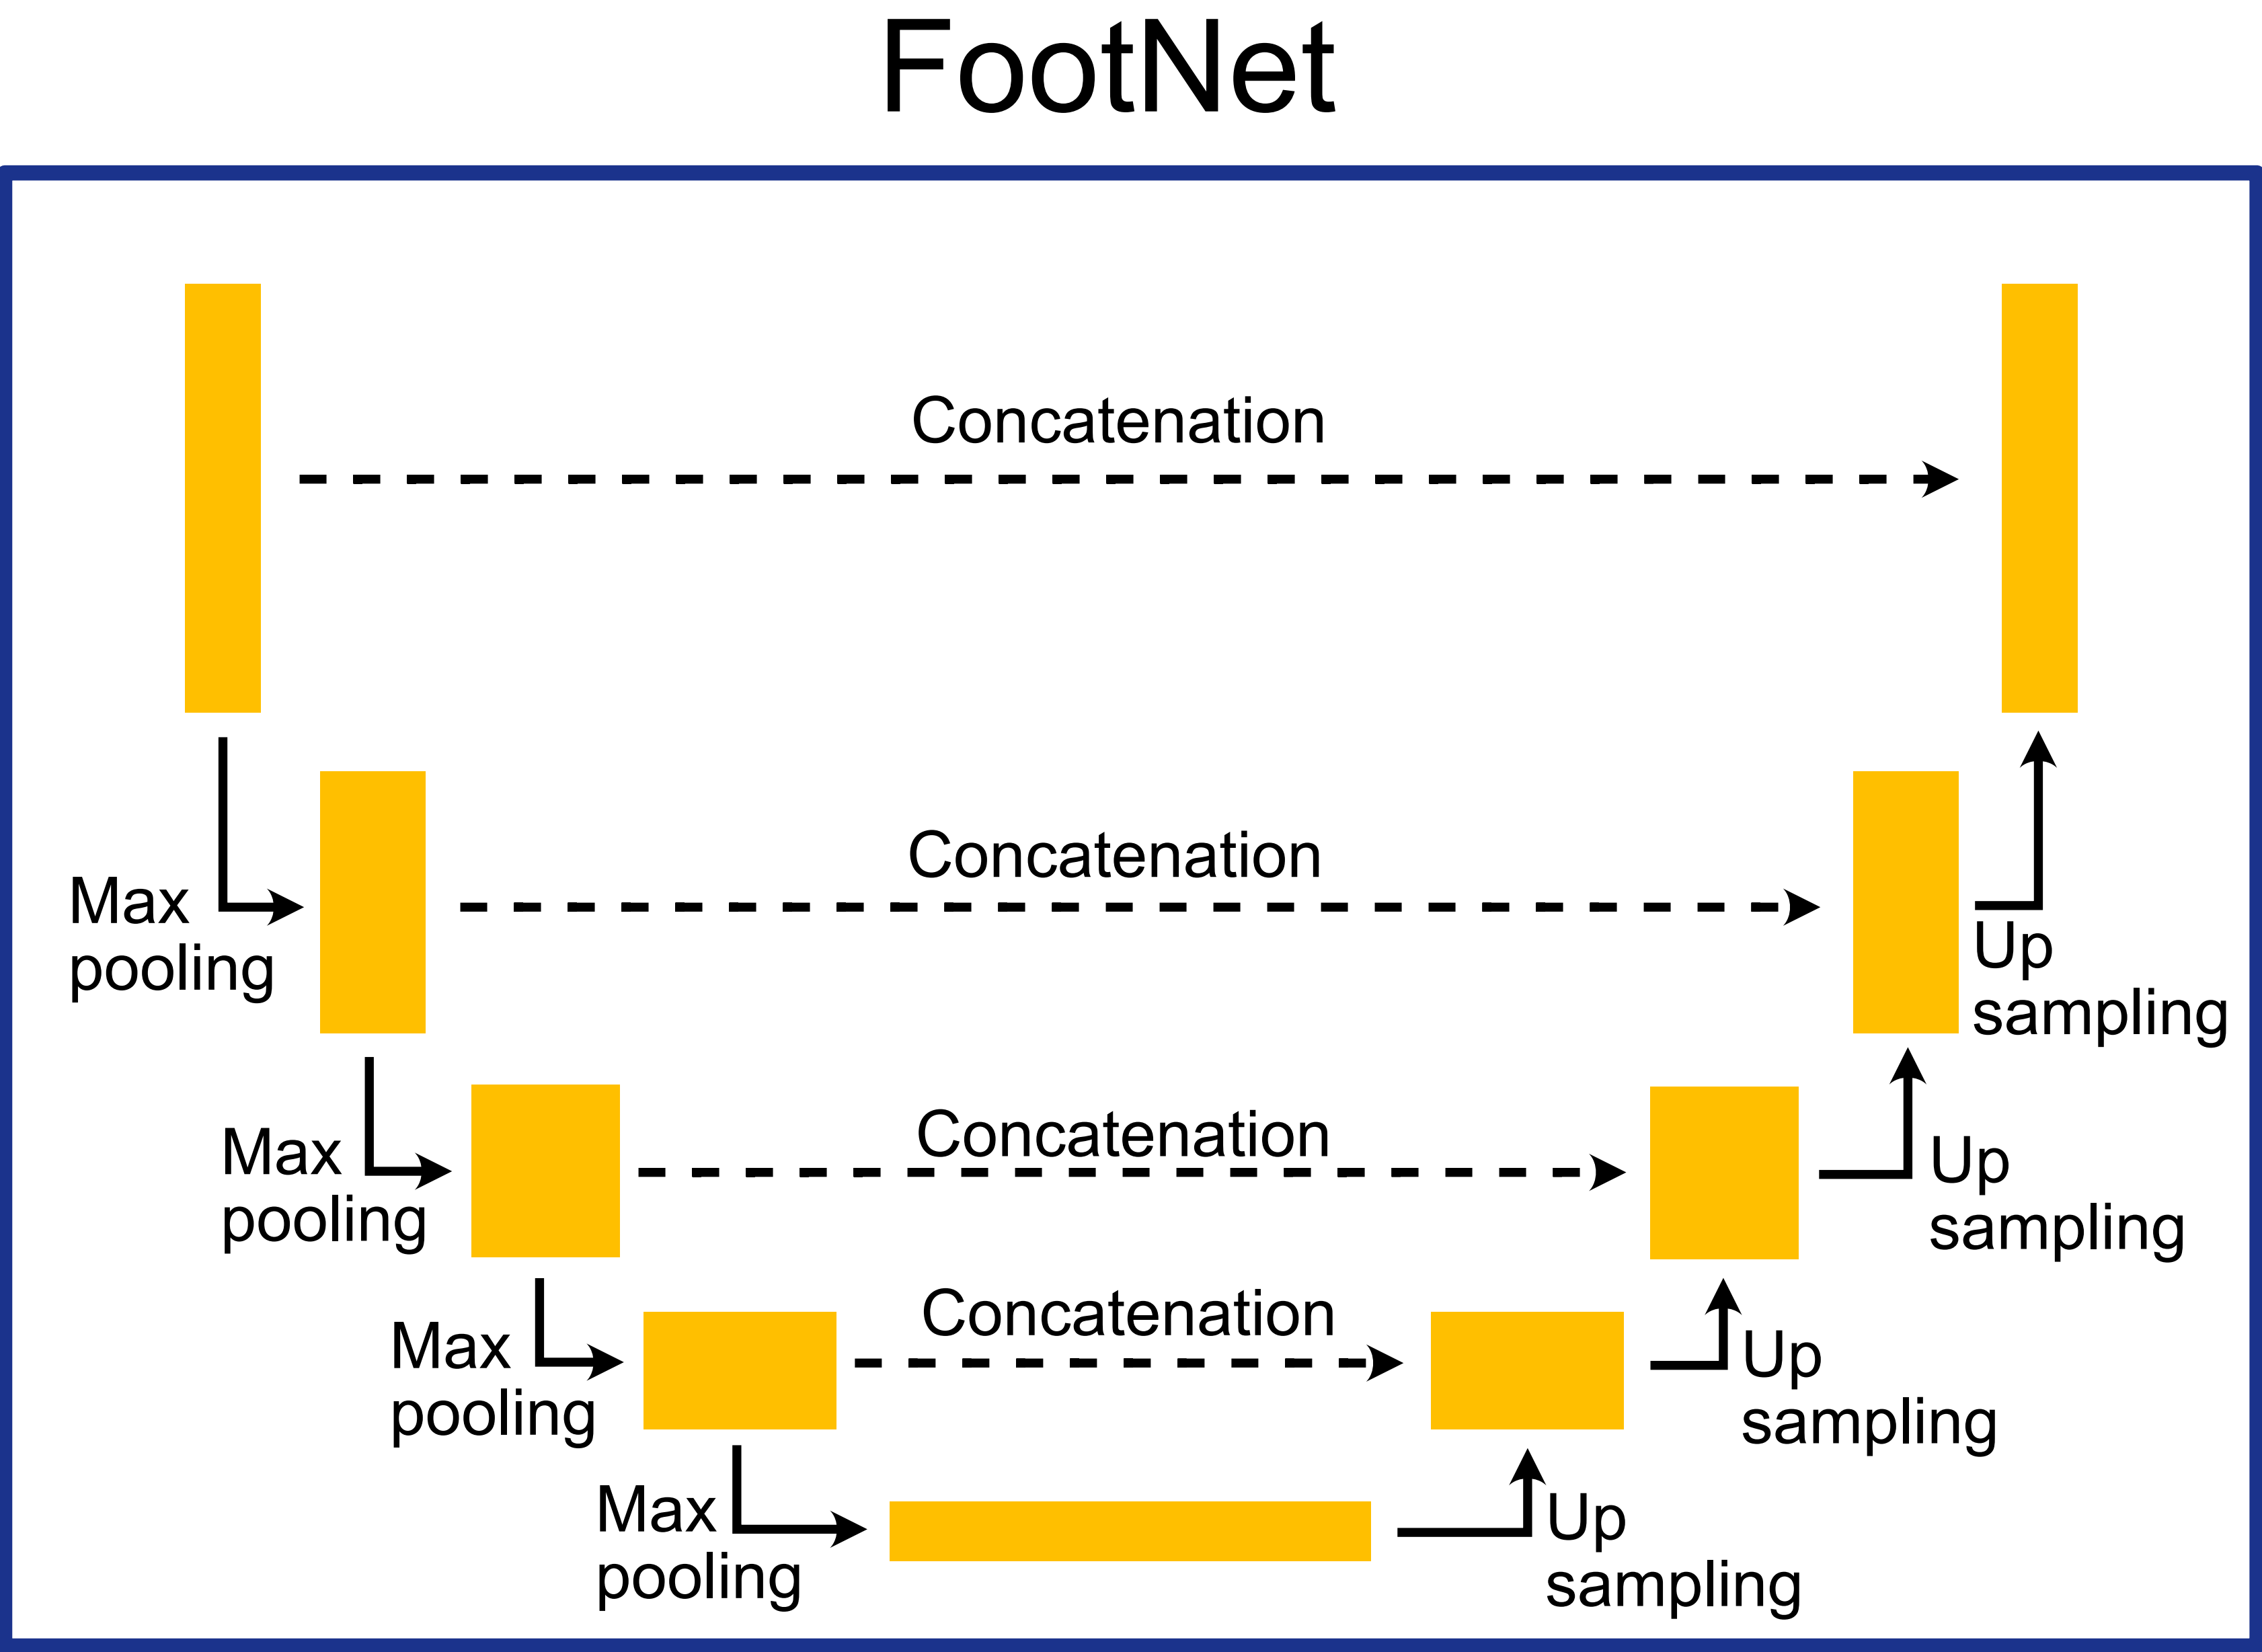 FootNet
Concatenation
Concatenation
Max
pooling
Up
sampling
Concatenation
Max
pooling
Up
sampling
Concatenation
Max
pooling
Up
sampling
Max
pooling
Up
sampling